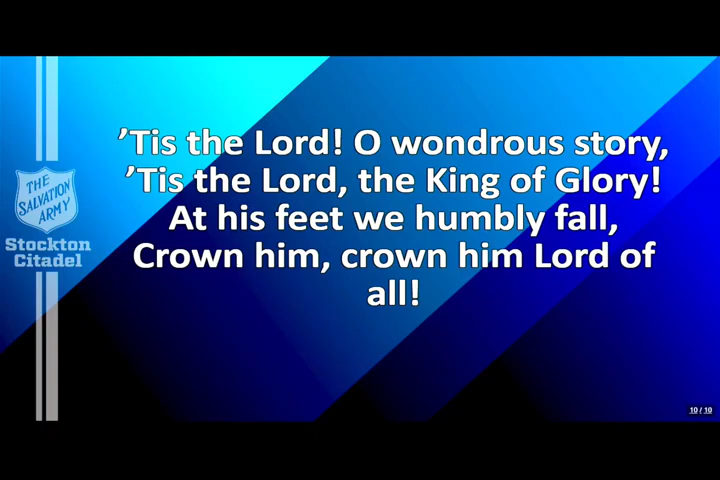 ’Tis the Lord! O wondrous story,
’Tis the Lord, the King of Glory!
At his feet we humbly fall,
Crown him, crown him Lord of
all!
THE
SALVATION
ARMY
Stockton
Citadel
10 / 10